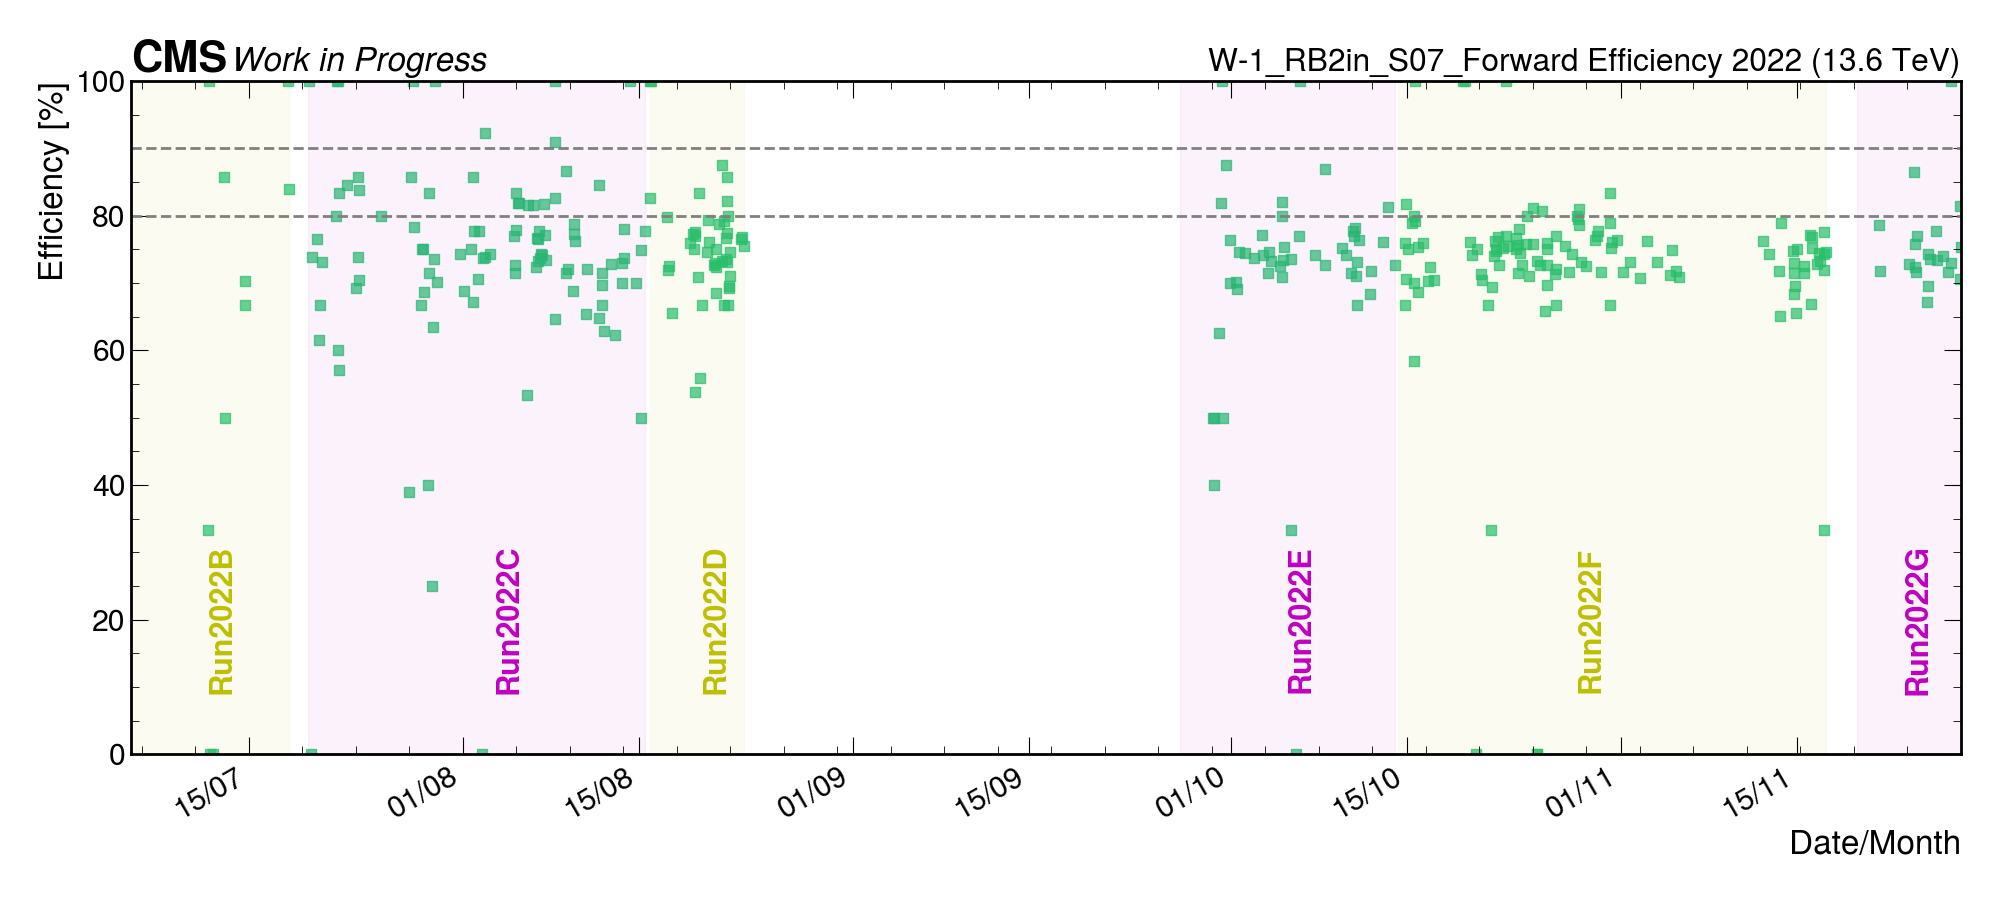 CMS Work in Progress
W-1_RB2in_S07_Forward Efficiency 2022 (13.6 TeV)
Efficiency [%]
100
80
60
40
20
0
Run2022B
Run2022C
Run2022D
Run2022E
Run2022F
Run2022G
15/07
01/08
15/08
01/09
15/09
01/10
15/10
01/11
15/11
Date/Month